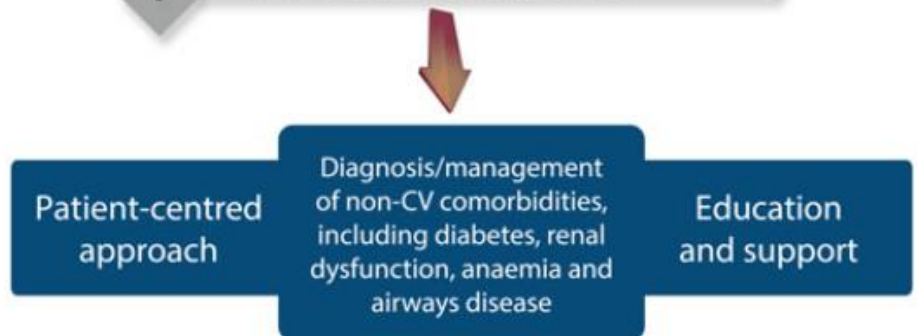 Patient-centred
approach
Diagnosis/management
of non-CV comorbidities,
including diabetes, renal
dysfunction, anaemia and
airways disease
Education
and support